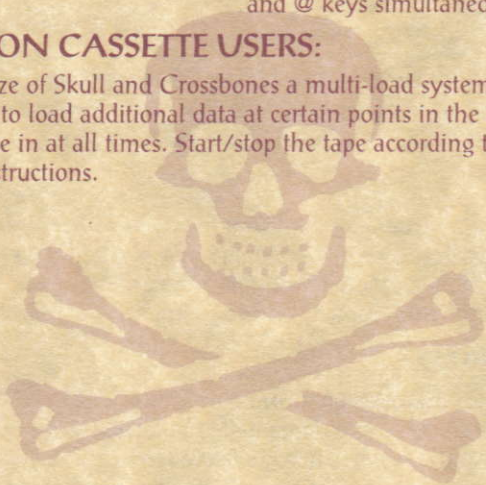 and @ keys simultaneo
ON CASSETTE USERS:
ze of Skull and Crossbones a multi-load system
to load additional data at certain points in the
e in at all times. Start/stop the tape according t
structions.